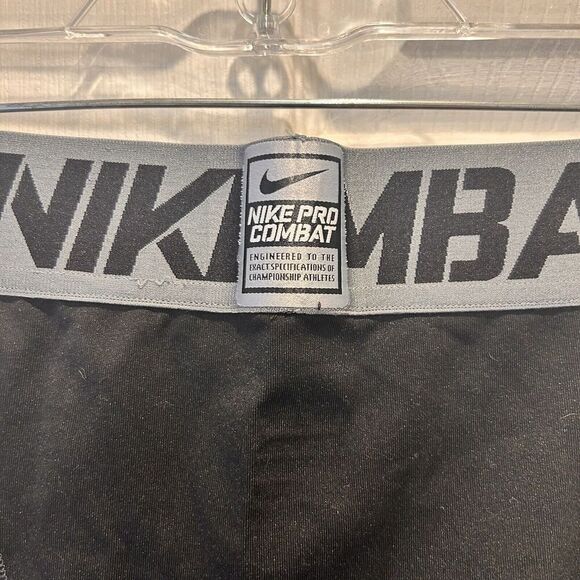 NIK
MBA
NIKE PRO
COMBAT
ENGINEERED TO THE
EXACT SPECIFICATIONS OF
CHAMPIONSHIP ATHLETES